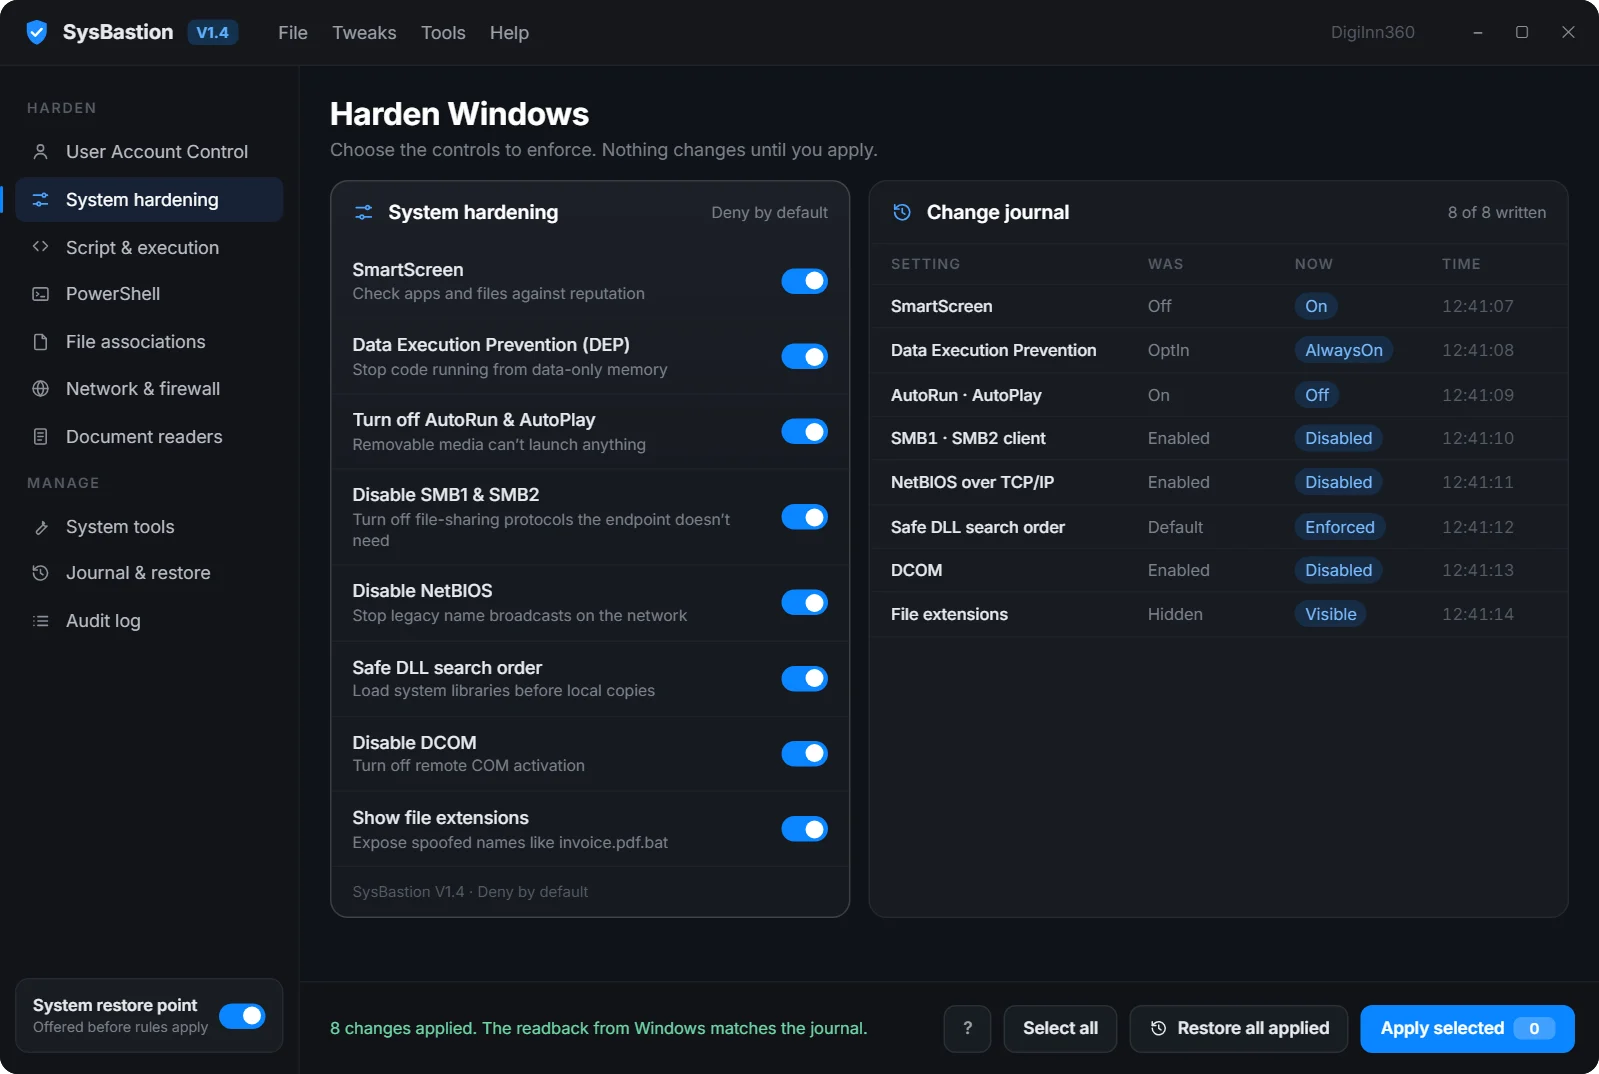 SysBastion V1.4 File Tweaks Tools Help DigiInn360
HARDEN
User Account Control
System hardening
Script & execution
PowerShell
File associations
Network & firewall
Document readers
MANAGE
System tools
Journal & restore
Audit log
System restore point
Offered before rules apply
Harden Windows
Choose the controls to enforce. Nothing changes until you apply.
System hardening Deny by default
SmartScreen
Check apps and files against reputation
Data Execution Prevention (DEP)
Stop code running from data-only memory
Turn off AutoRun & AutoPlay
Removable media can’t launch anything
Disable SMB1 & SMB2
Turn off file-sharing protocols the endpoint doesn’t
need
Disable NetBIOS
Stop legacy name broadcasts on the network
Safe DLL search order
Load system libraries before local copies
Disable DCOM
Turn off remote COM activation
Show file extensions
Expose spoofed names like invoice.pdf.bat
SysBastion V1.4 · Deny by default
Change journal 8 of 8 written
SETTING WAS NOW TIME
SmartScreen Off On 12:41:07
Data Execution Prevention OptIn AlwaysOn 12:41:08
AutoRun · AutoPlay On Off 12:41:09
SMB1 · SMB2 client Enabled Disabled 12:41:10
NetBIOS over TCP/IP Enabled Disabled 12:41:11
Safe DLL search order Default Enforced 12:41:12
DCOM Enabled Disabled 12:41:13
File extensions Hidden Visible 12:41:14
8 changes applied. The readback from Windows matches the journal.
? Select all Restore all applied Apply selected 0